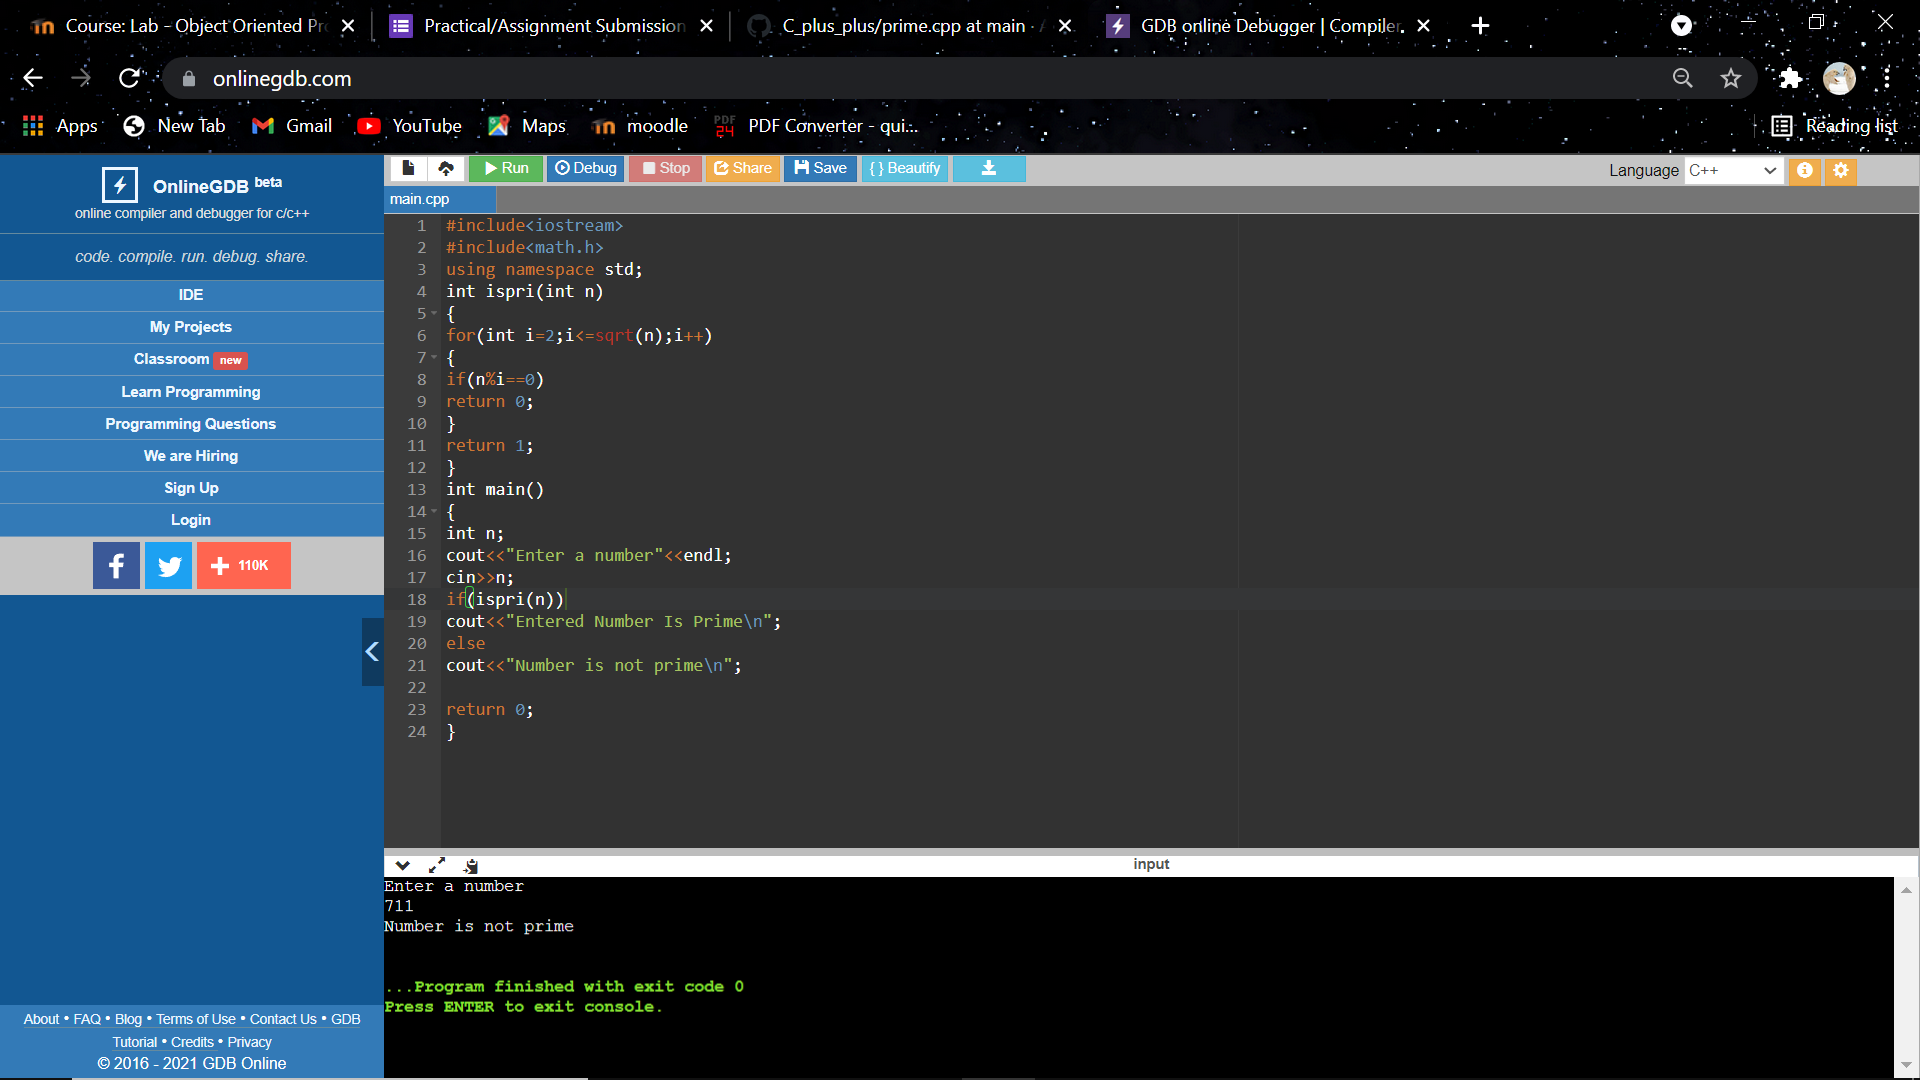 Course: Lab - Object Oriented Pr
Practical/Assignment Submission
C_plus_plus/prime.cpp at main ·
GDB online Debugger | Compiler
onlinegdb.com
Apps
New Tab
Gmail
YouTube
Maps
moodle
PDF Converter - qui...
Reading list
OnlineGDB beta
online compiler and debugger for c/c++
code. compile. run. debug. share.
IDE
My Projects
Classroom new
Learn Programming
Programming Questions
We are Hiring
Sign Up
Login
110K
About • FAQ • Blog • Terms of Use • Contact Us • GDB
Tutorial • Credits • Privacy
© 2016 - 2021 GDB Online
Run
Debug
Stop
Share
Save
{ } Beautify
Language C++
main.cpp
1 #include<iostream>
2 #include<math.h>
3 using namespace std;
4 int ispri(int n)
5 {
6 for(int i=2;i<=sqrt(n);i++)
7 {
8 if(n%i==0)
9 return 0;
10 }
11 return 1;
12 }
13 int main()
14 {
15 int n;
16 cout<<"Enter a number"<<endl;
17 cin>>n;
18 if(ispri(n))
19 cout<<"Entered Number Is Prime\n";
20 else
21 cout<<"Number is not prime\n";
22
23 return 0;
24 }
input
Enter a number
711
Number is not prime
...Program finished with exit code 0
Press ENTER to exit console.